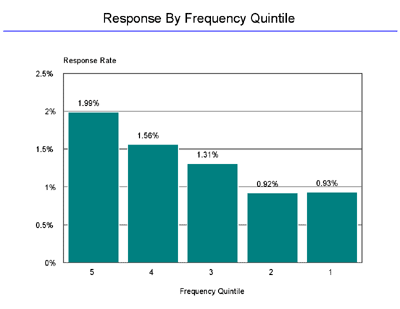 Response By Frequency Quintile
Response Rate
2.5%
2%
1.5%
1%
0.5%
0%
1.99%
1.56%
1.31%
0.92%
0.93%
5 4 3 2 1
Frequency Quintile